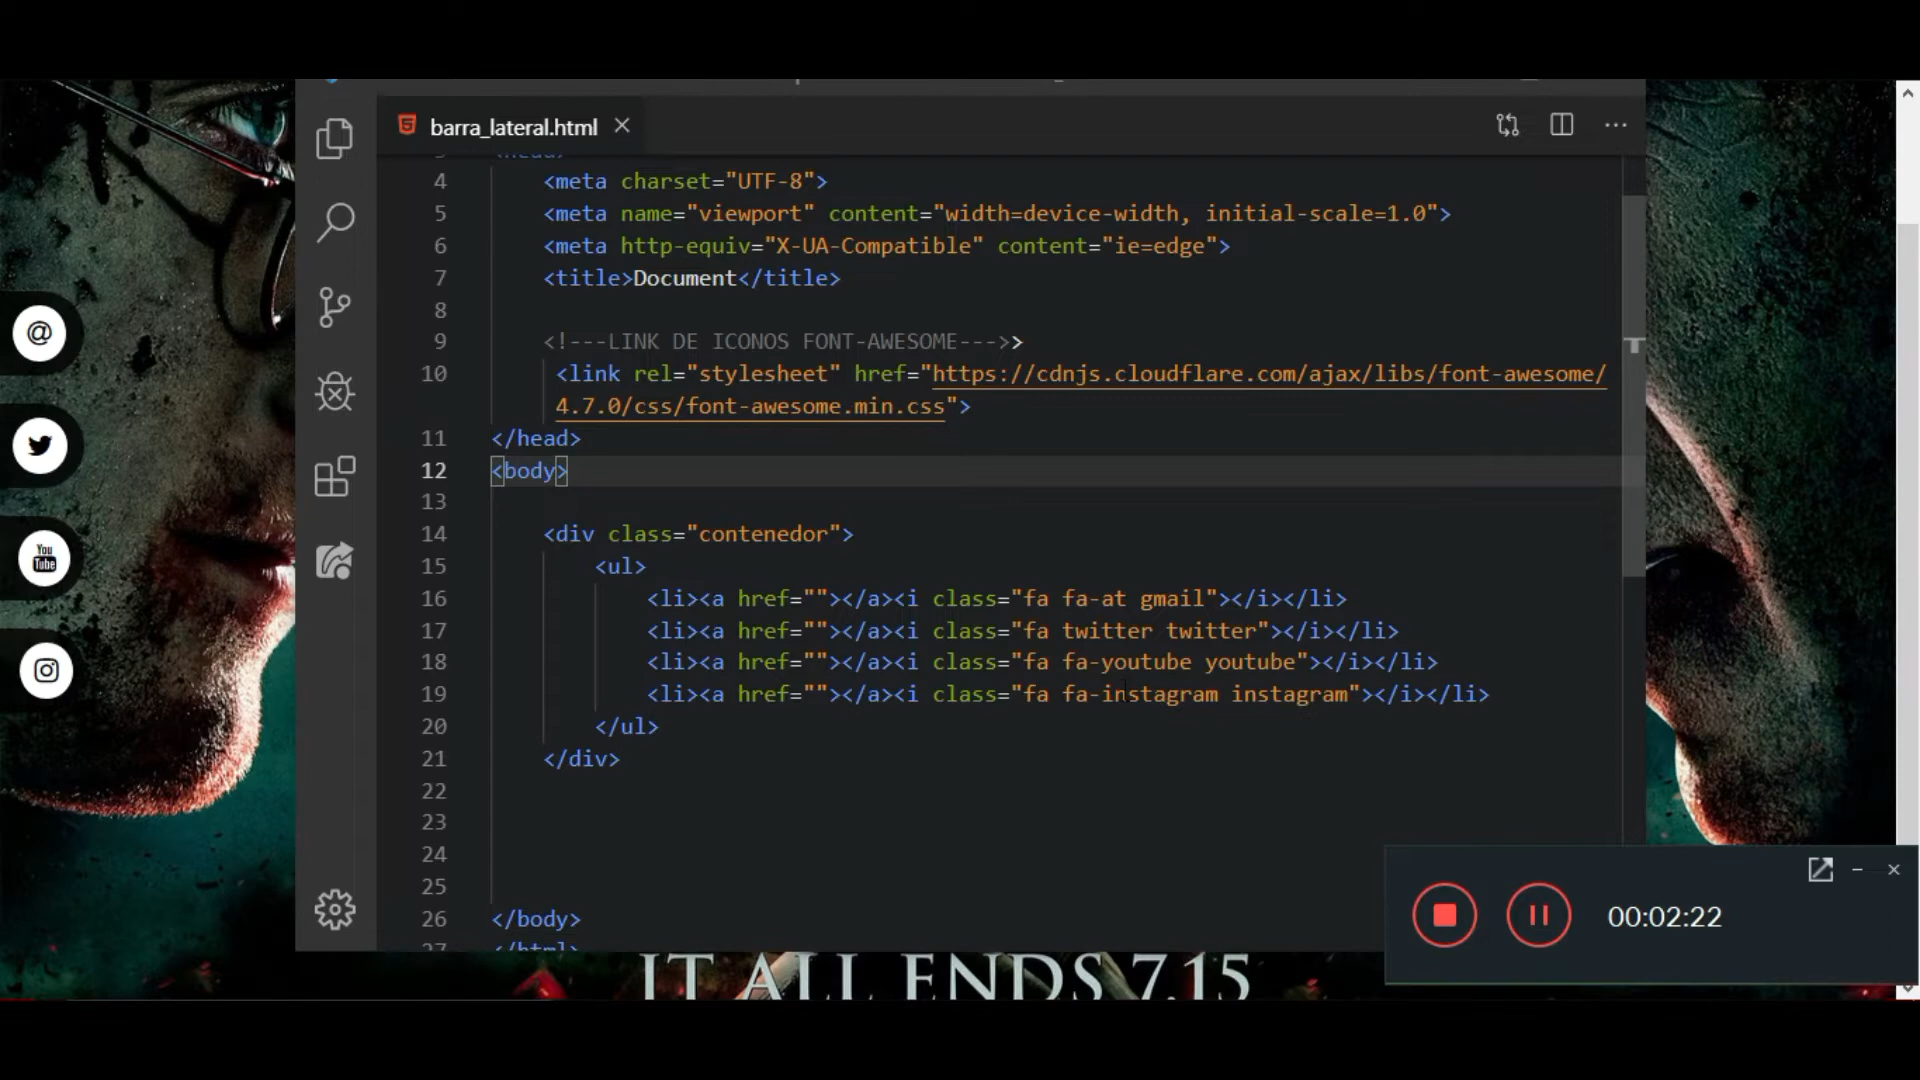 barra_lateral.html
3 <head>
4 <meta charset="UTF-8">
5 <meta name="viewport" content="width=device-width, initial-scale=1.0">
6 <meta http-equiv="X-UA-Compatible" content="ie=edge">
7 <title>Document</title>
8
9 <!---LINK DE ICONOS FONT-AWESOME--->>
10 <link rel="stylesheet" href="https://cdnjs.cloudflare.com/ajax/libs/font-awesome/
4.7.0/css/font-awesome.min.css">
11 </head>
12 <body>
13
14 <div class="contenedor">
15 <ul>
16 <li><a href=""></a><i class="fa fa-at gmail"></i></li>
17 <li><a href=""></a><i class="fa twitter twitter"></i></li>
18 <li><a href=""></a><i class="fa fa-youtube youtube"></i></li>
19 <li><a href=""></a><i class="fa fa-instagram instagram"></i></li>
20 </ul>
21 </div>
22
23
24
25
26 </body>
27 </html>
@
You
Tube
00:02:22
IT ALL ENDS 7.15